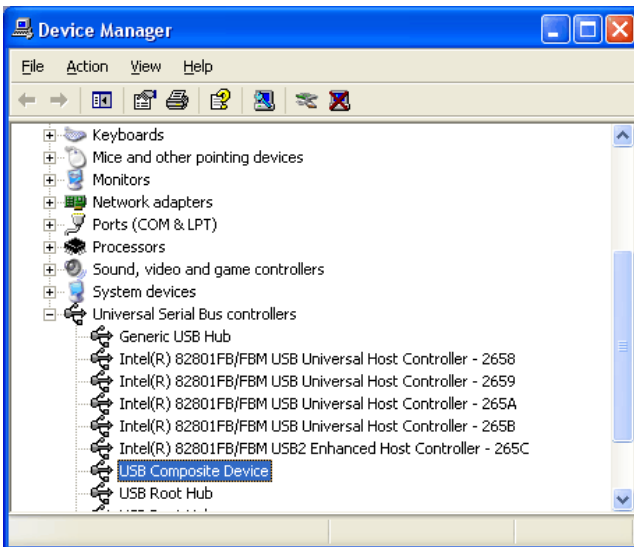 Device Manager
File Action View Help
Keyboards
Mice and other pointing devices
Monitors
Network adapters
Ports (COM & LPT)
Processors
Sound, video and game controllers
System devices
Universal Serial Bus controllers
Generic USB Hub
Intel(R) 82801FB/FBM USB Universal Host Controller - 2658
Intel(R) 82801FB/FBM USB Universal Host Controller - 2659
Intel(R) 82801FB/FBM USB Universal Host Controller - 265A
Intel(R) 82801FB/FBM USB Universal Host Controller - 265B
Intel(R) 82801FB/FBM USB2 Enhanced Host Controller - 265C
USB Composite Device
USB Root Hub